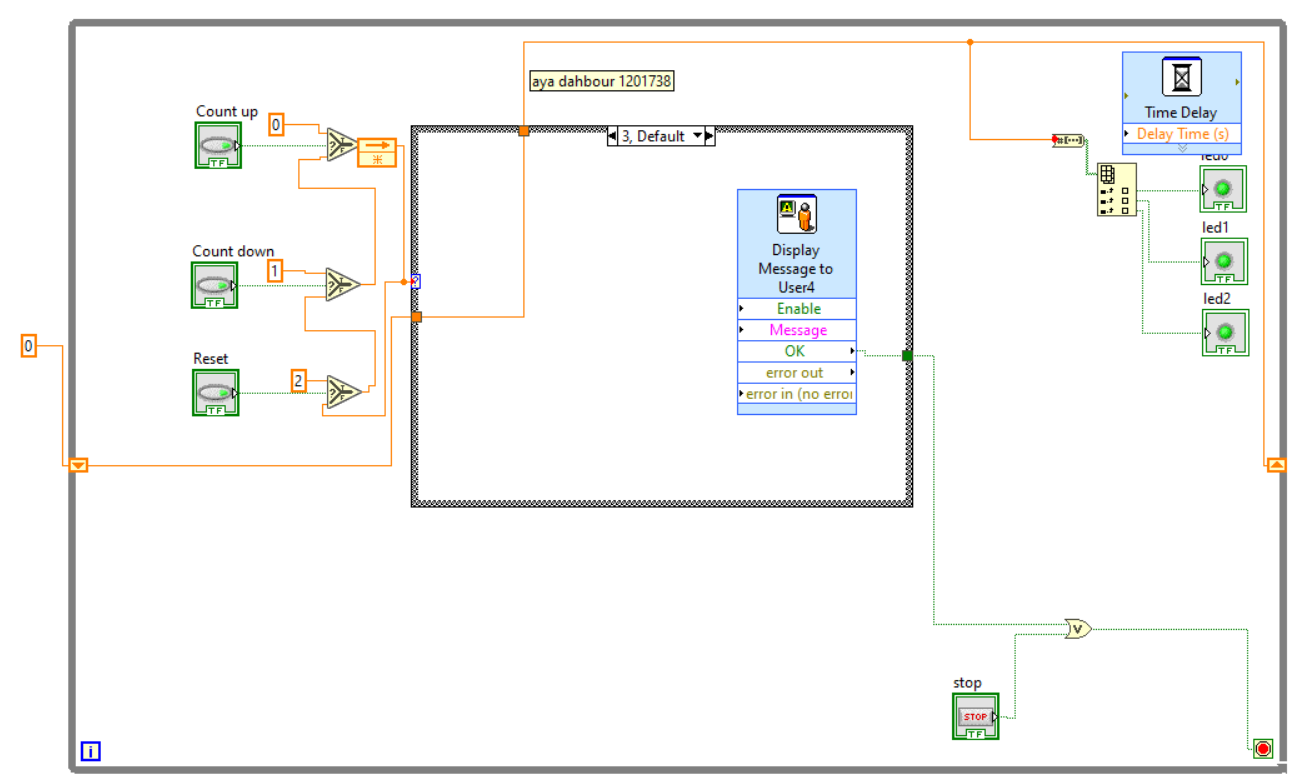 aya dahbour 1201738
Count up
0
TF
3, Default
Time Delay
Delay Time (s)
led0
TF
Count down
1
TF
Display
Message to
User4
Enable
Message
OK
error out
error in (no erro
led1
TF
led2
TF
0
Reset
2
TF
stop
STOP
TF
i